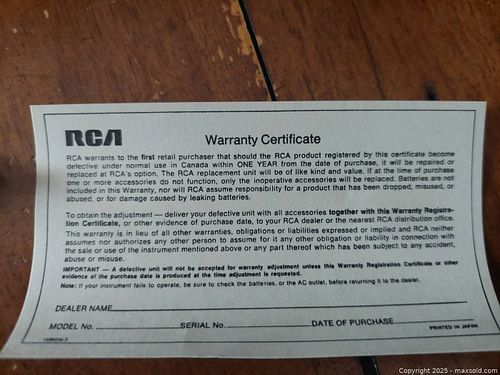 RCA
Warranty Certificate
RCA warrants to the first retail purchaser that should the RCA product registered by this certificate become
defective under normal use in Canada within ONE YEAR from the date of purchase, it will be repaired or
replaced at RCA's option. The RCA replacement unit will be of like kind and value. If at the time of purchase
one or more accessories do not function, only the inoperative accessories will be replaced. Batteries are not
included in this Warranty, nor will RCA assume responsibility for a product that has been dropped, misused, or
abused, or for damage caused by leaking batteries.
To obtain the adjustment — deliver your defective unit with all accessories together with this Warranty Registra-
tion Certificate, or other evidence of purchase date, to your RCA dealer or the nearest RCA distribution office.
This warranty is in lieu of all other warranties, obligations or liabilities expressed or implied and RCA neither
assumes nor authorizes any other person to assume for it any other obligation or liability in connection with
the sale or use of the instrument mentioned above or any part thereof which has been subject to any accident,
abuse or misuse.
IMPORTANT — A defective unit will not be accepted for warranty adjustment unless this Warranty Registration Certificate or other
evidence of the purchase date is produced at the time adjustment is requested.
Note: If your instrument fails to operate, be sure to check the batteries, or the AC outlet, before returning it to the dealer.
DEALER NAME
MODEL No. SERIAL No. DATE OF PURCHASE
PRINTED IN JAPAN
Copyright 2025 - maxsold.com